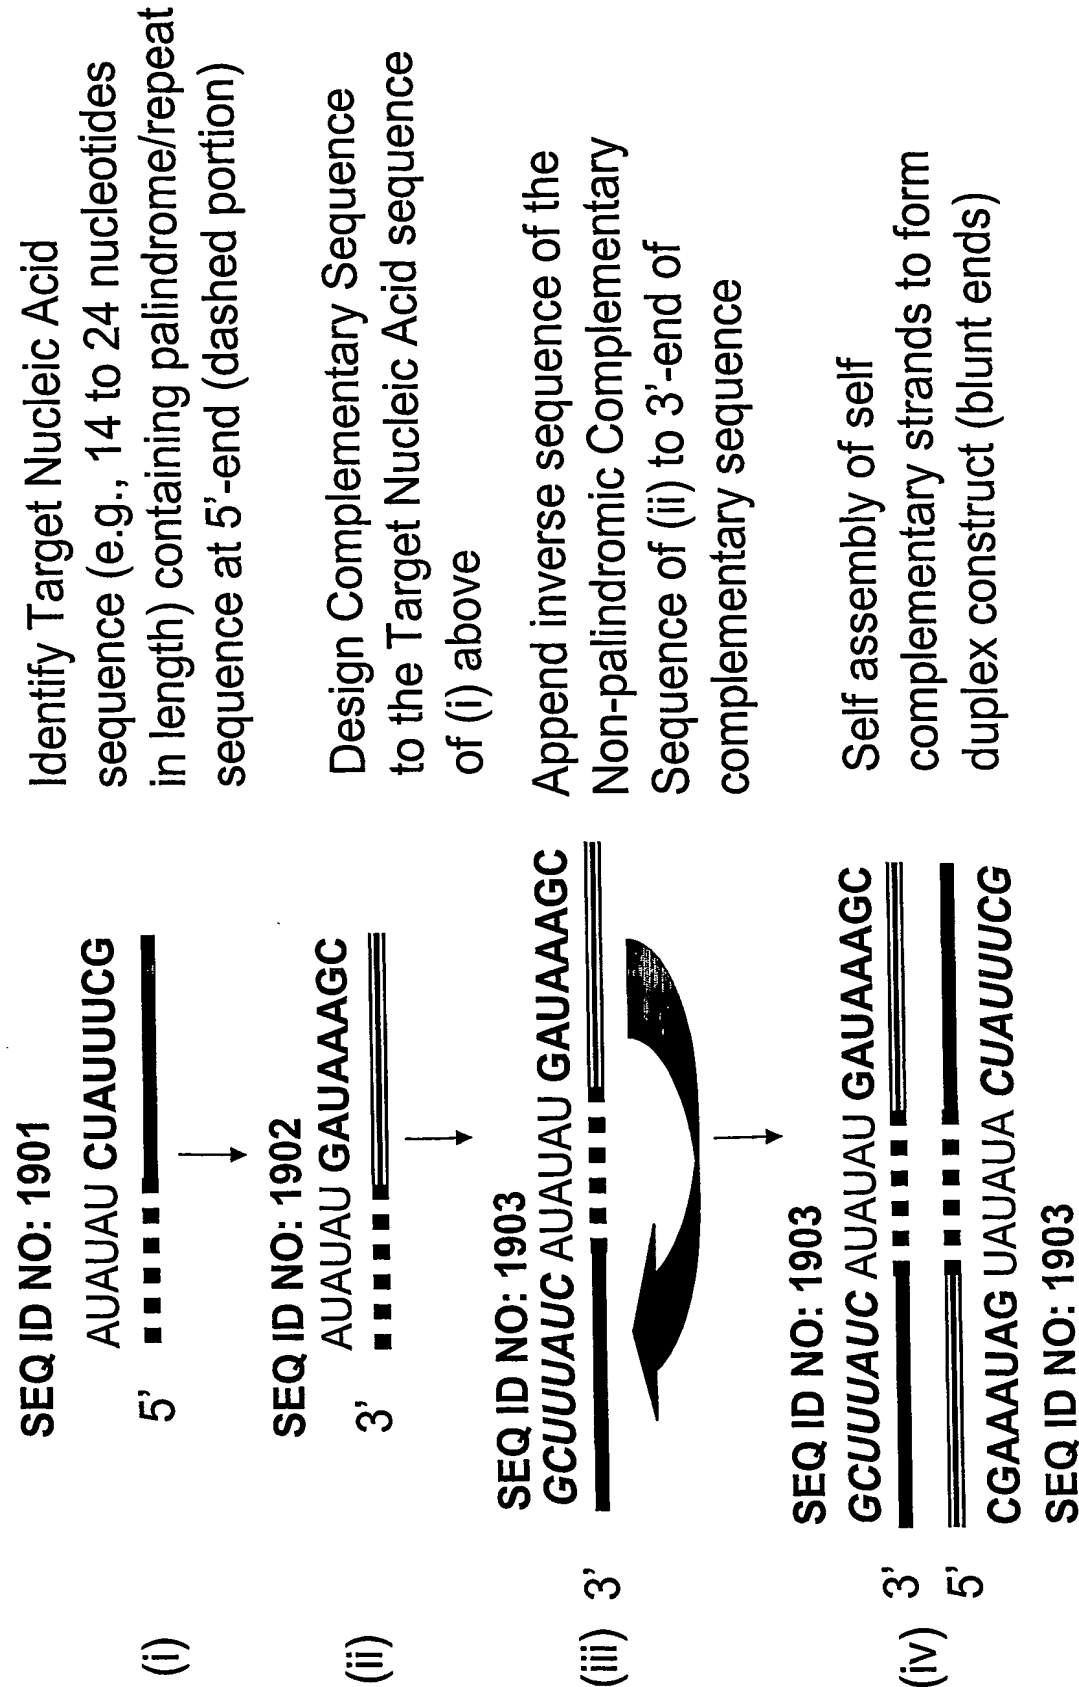 SEQ ID NO: 1901
AUAUAU CUAUUUCG
(i) 5’
Identify Target Nucleic Acid
sequence (e.g., 14 to 24 nucleotides
in length) containing palindrome/repeat
sequence at 5’-end (dashed portion)
SEQ ID NO: 1902
AUAUAU GAUAAAGC
(ii) 3’
Design Complementary Sequence
to the Target Nucleic Acid sequence
of (i) above
SEQ ID NO: 1903
GCUUUAUC AUAUAU GAUAAAGC
(iii) 3’
Append inverse sequence of the
Non-palindromic Complementary
Sequence of (ii) to 3’-end of
complementary sequence
SEQ ID NO: 1903
GCUUUAUC AUAUAU GAUAAAGC
3’
(iv)
5’
CGAAAUAG UAUAUA CUAUUUCG
SEQ ID NO: 1903
Self assembly of self
complementary strands to form
duplex construct (blunt ends)